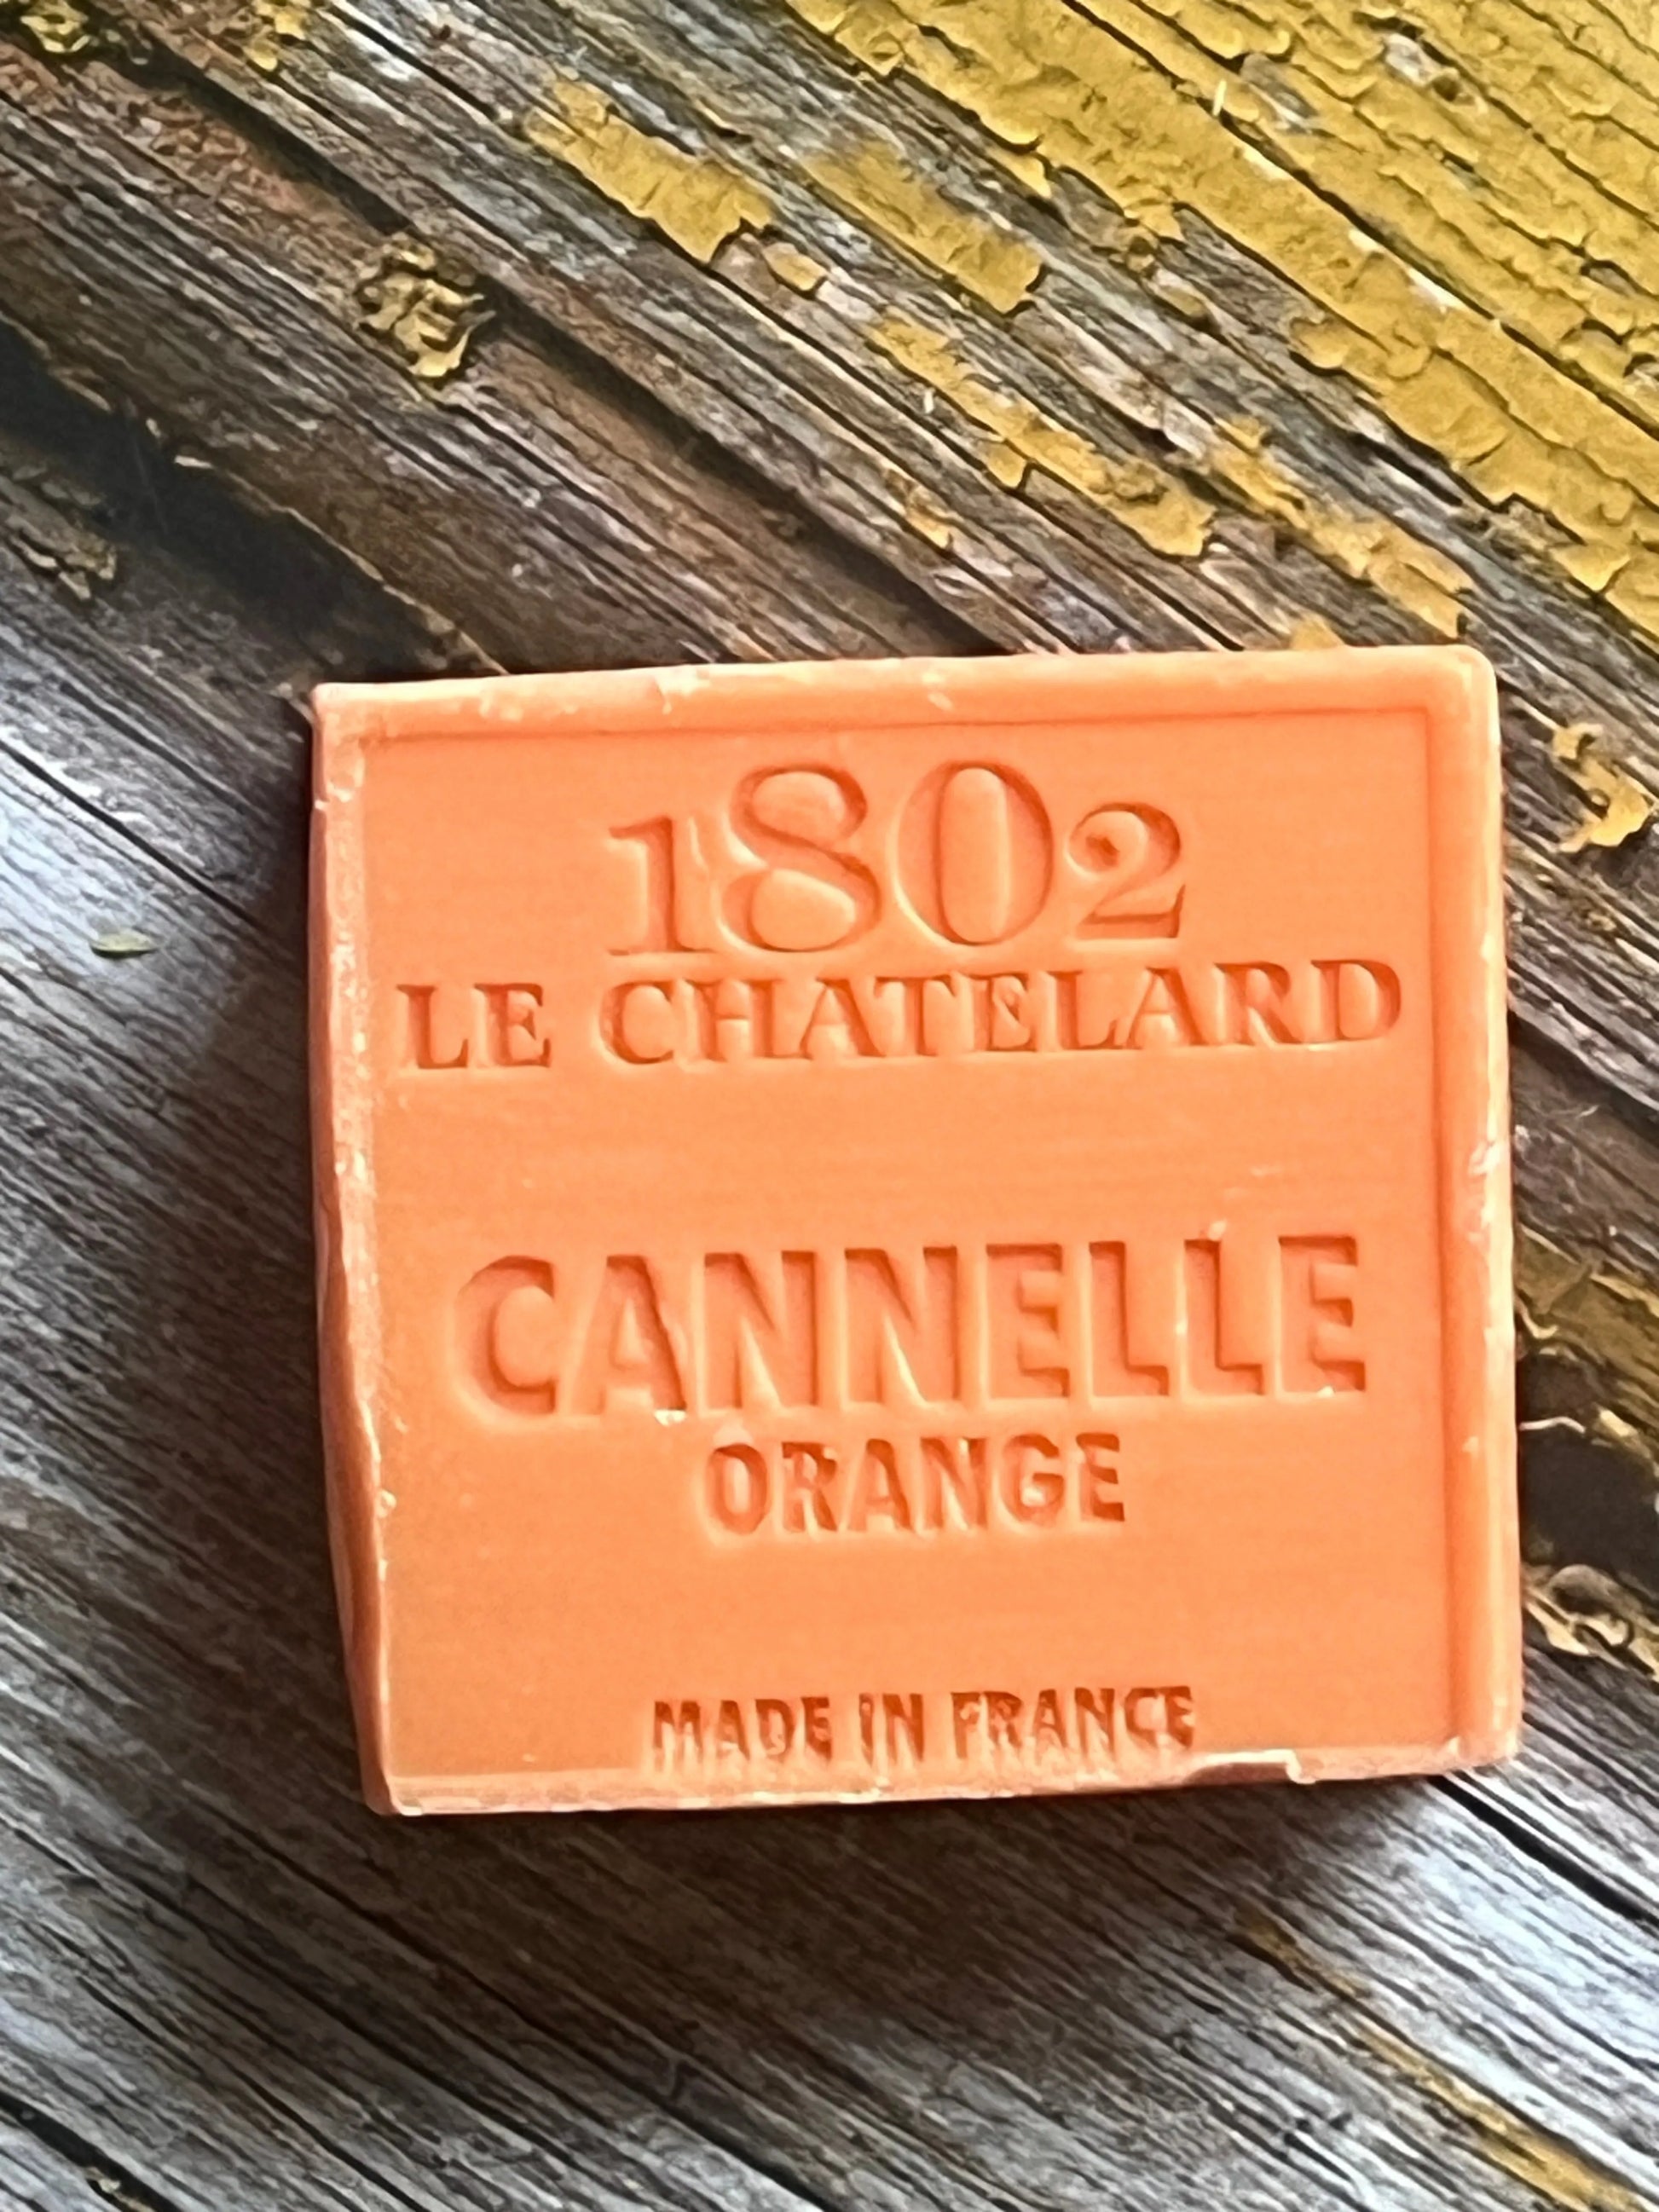 1802
LE CHATELARD
CANNELLE
ORANGE
MADE IN FRANCE